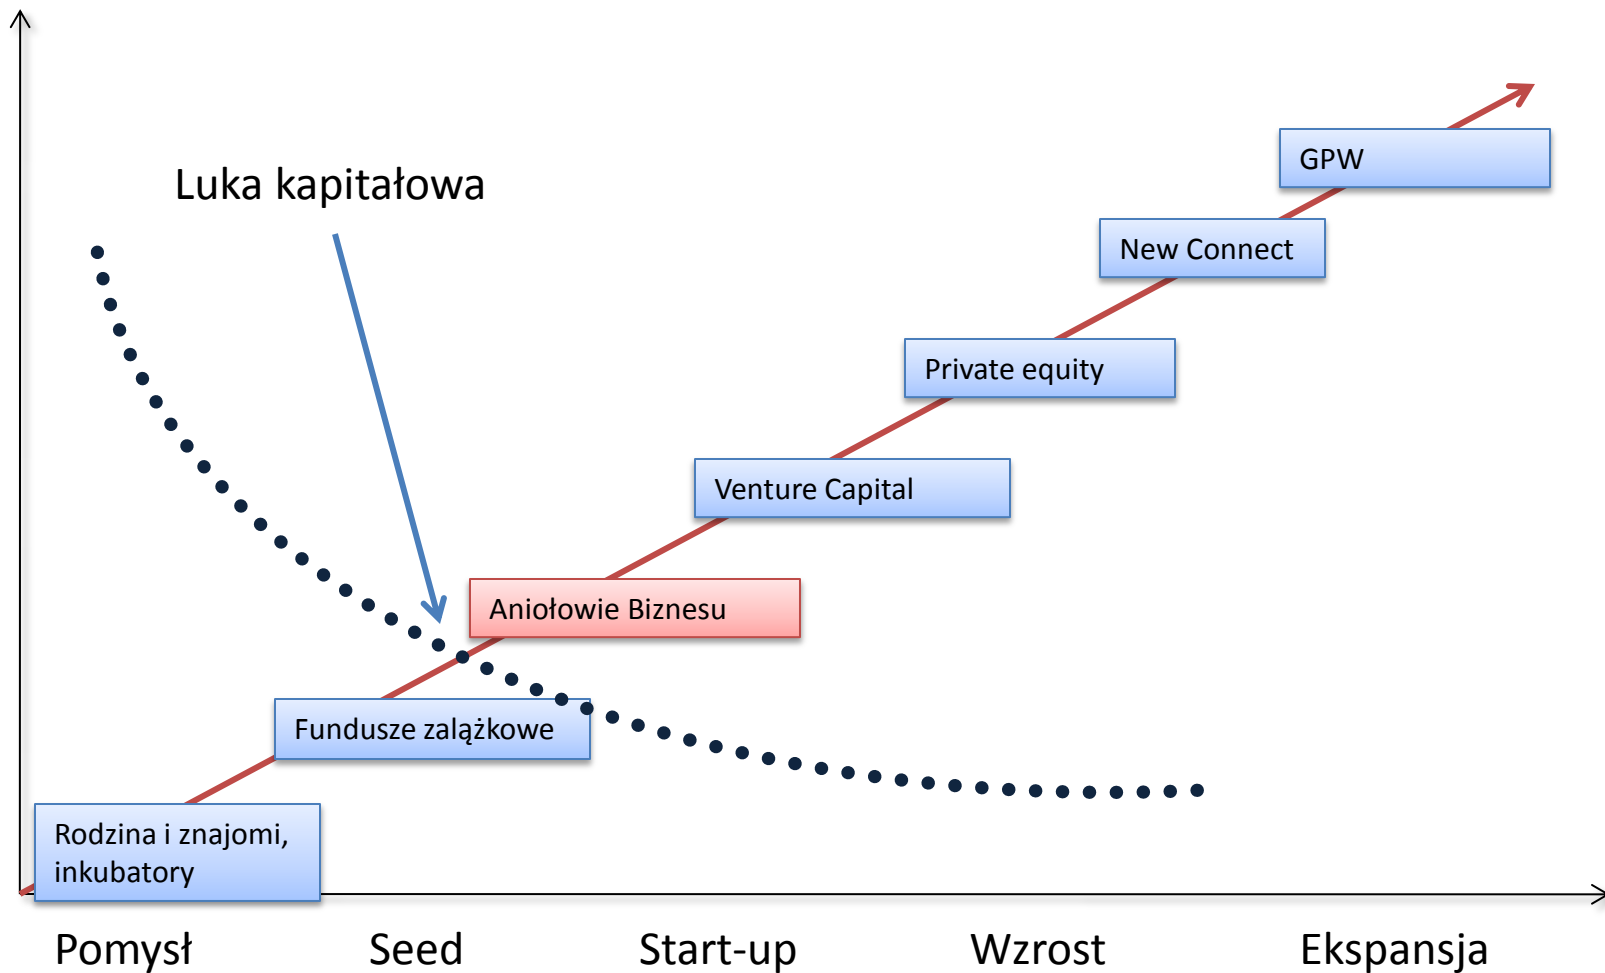 GPW
Luka kapitałowa
New Connect
Private equity
Venture Capital
Aniołowie Biznesu
Fundusze zalążkowe
Rodzina i znajomi,
inkubatory
Pomysł
Seed
Start-up
Wzrost
Ekspansja